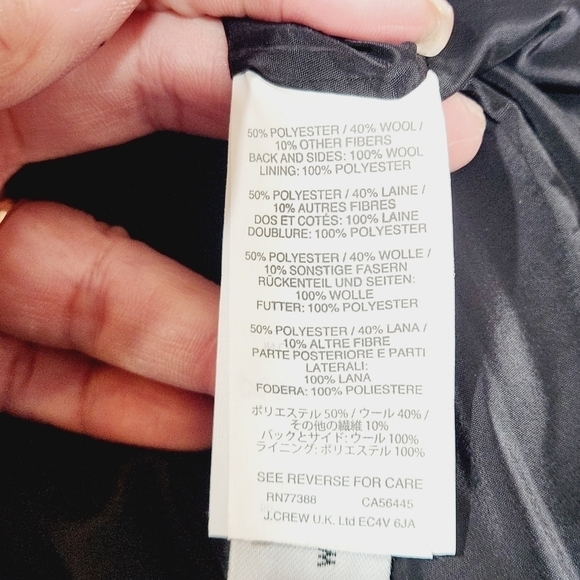 50% POLYESTER / 40% WOOL /
10% OTHER FIBERS
BACK AND SIDES: 100% WOOL
LINING: 100% POLYESTER
50% POLYESTER / 40% LAINE /
10% AUTRES FIBRES
DOS ET COTÉS: 100% LAINE
DOUBLURE: 100% POLYESTER
50% POLYESTER / 40% WOLLE /
10% SONSTIGE FASERN
RÜCKENTEIL UND SEITEN:
100% WOLLE
FUTTER: 100% POLYESTER
50% POLYESTER / 40% LANA /
10% ALTRE FIBRE
PARTE POSTERIORE E PARTI
LATERALI:
100% LANA
FODERA: 100% POLIESTERE
ポリエステル 50% / ウール 40% /
その他の繊維 10%
バックとサイド: ウール 100%
ライニング: ポリエステル 100%
SEE REVERSE FOR CARE
RN77388 CA56445
J.CREW U.K. Ltd EC4V 6JA